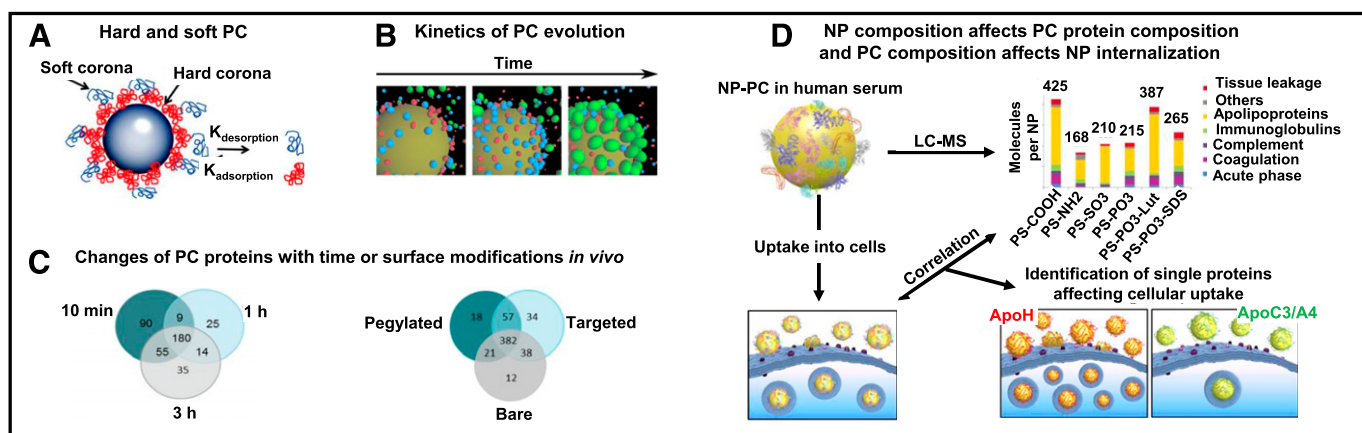 A
Hard and soft PC
Soft corona
Hard corona
Kdesorption
Kadsorption
B
Kinetics of PC evolution
Time
C
Changes of PC proteins with time or surface modifications in vivo
10 min
90
9
25
1 h
180
55
14
35
3 h
Pegylated
18
57
34
Targeted
382
21
38
12
Bare
D
NP composition affects PC protein composition
and PC composition affects NP internalization
NP-PC in human serum
LC-MS
Molecules
per NP
425
168
210
215
387
265
PS-COOH
PS-NH2
PS-SO3
PS-PO3
PS-PO3-Lut
PS-PO3-SDS
Tissue leakage
Others
Apolipoproteins
Immunoglobulins
Complement
Coagulation
Acute phase
Uptake into cells
Correlation
Identification of single proteins
affecting cellular uptake
ApoH
ApoC3/A4